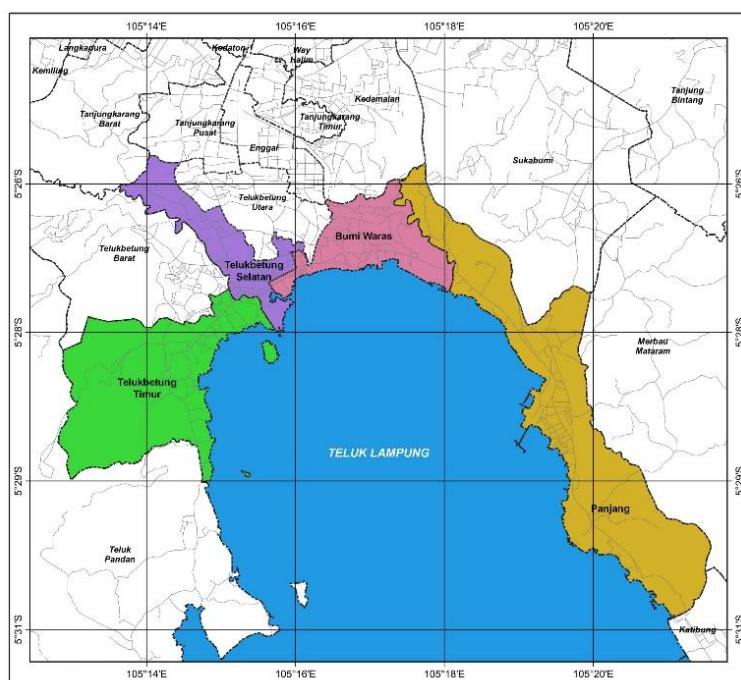 105°14'E 105°16'E 105°18'E 105°20'E
Langkapura
Kedaton
Way
Halim
Kemiling
Kedamaian
Tanjung
Bintang
Tanjungkarang
Barat
Tanjungkarang
Pusat
Tanjungkarang
Timur
Enggal
Sukabumi
5°26'S
5°26'S
Telukbetung
Utara
Telukbetung
Barat
Bumi Waras
Telukbetung
Selatan
5°28'S
5°28'S
Merbau
Mataram
Telukbetung
Timur
TELUK LAMPUNG
5°29'S
5°29'S
Panjang
Teluk
Pandan
5°31'S
5°31'S
Katibung
105°14'E 105°16'E 105°18'E 105°20'E